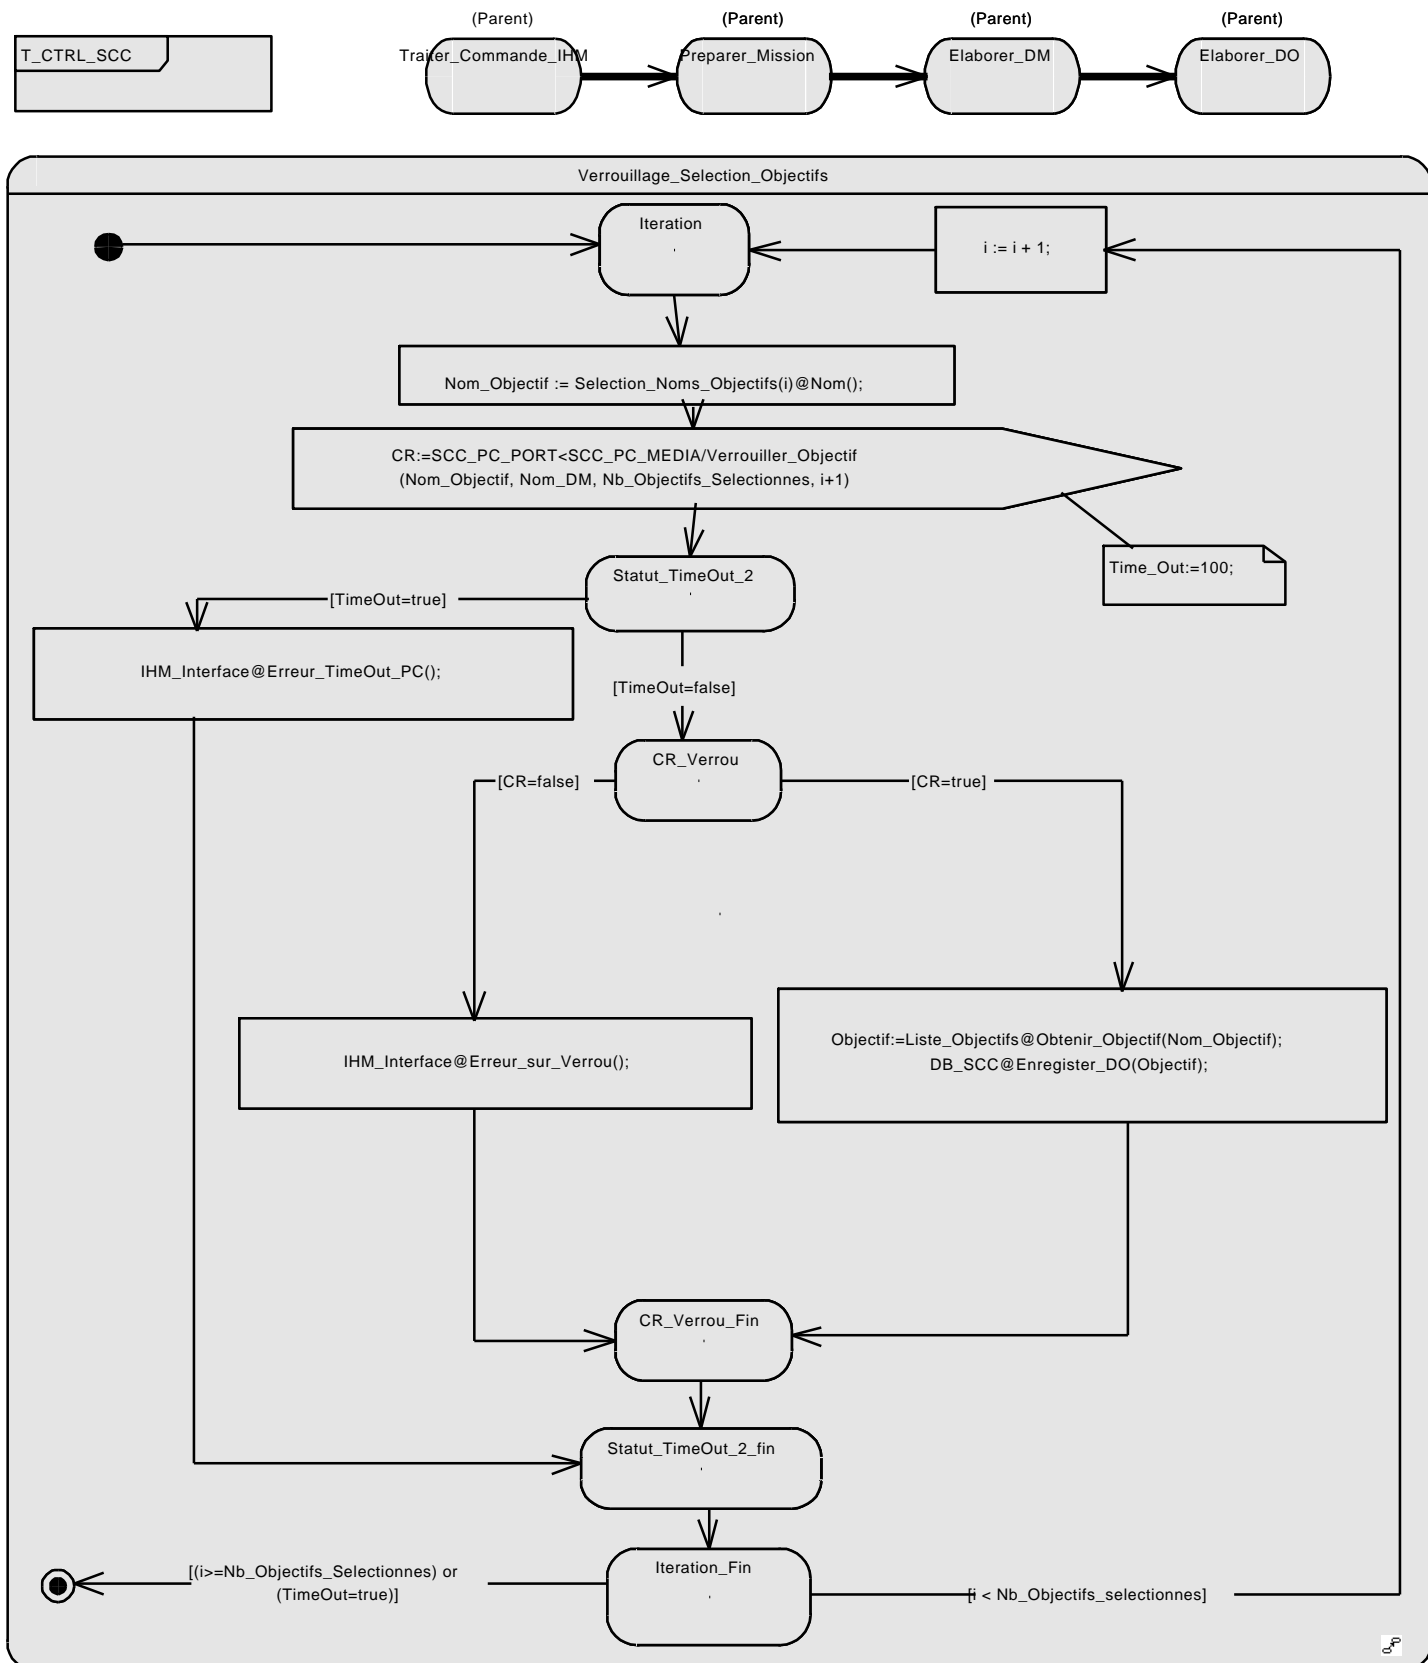 (Parent)
(Parent)
(Parent)
(Parent)
T_CTRL_SCC
Traiter_Commande_IHM
Preparer_Mission
Elaborer_DM
Elaborer_DO
Verrouillage_Selection_Objectifs
Iteration
i := i + 1;
Nom_Objectif := Selection_Noms_Objectifs(i)@Nom();
CR:=SCC_PC_PORT<SCC_PC_MEDIA/Verrouiller_Objectif
(Nom_Objectif, Nom_DM, Nb_Objectifs_Selectionnes, i+1)
Time_Out:=100;
Statut_TimeOut_2
[TimeOut=true]
IHM_Interface@Erreur_TimeOut_PC();
[TimeOut=false]
CR_Verrou
[CR=false]
[CR=true]
Objectif:=Liste_Objectifs@Obtenir_Objectif(Nom_Objectif);
DB_SCC@Enregister_DO(Objectif);
IHM_Interface@Erreur_sur_Verrou();
CR_Verrou_Fin
Statut_TimeOut_2_fin
Iteration_Fin
[(i>=Nb_Objectifs_Selectionnes) or
(TimeOut=true)]
[i < Nb_Objectifs_selectionnes]